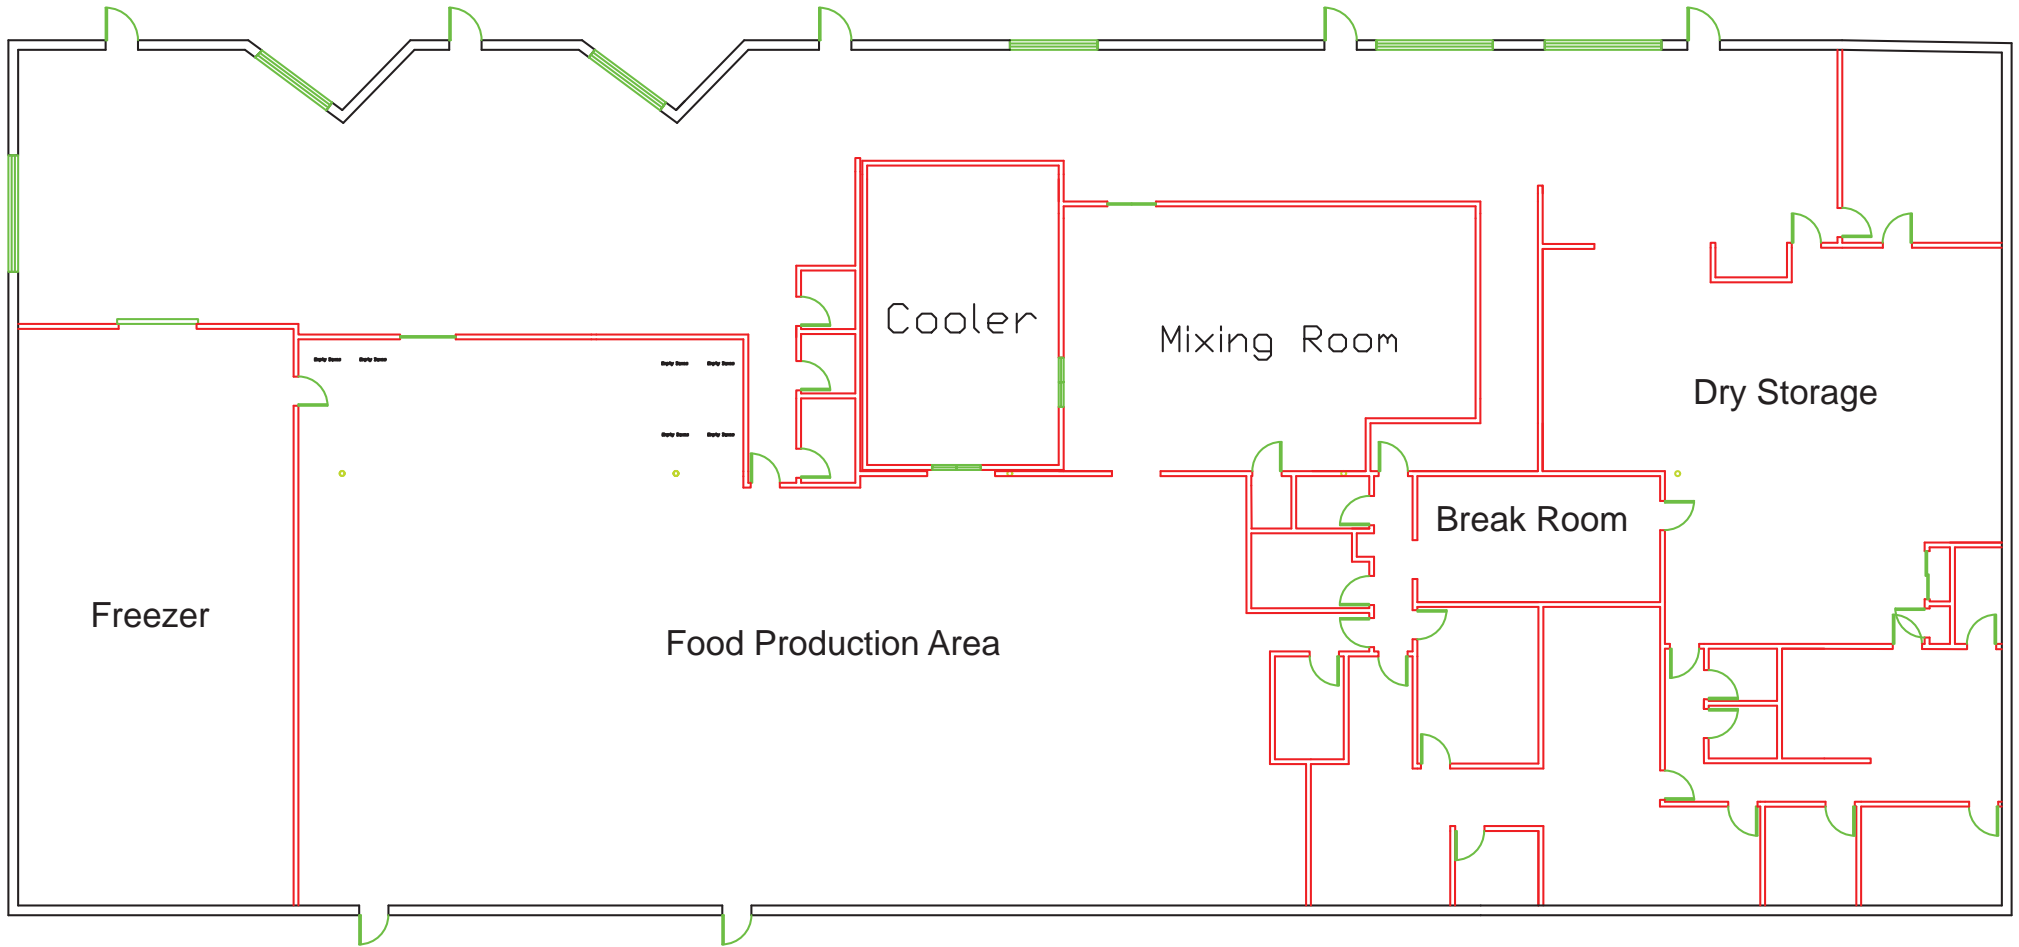 Cooler
Mixing Room
Dry Storage
Break Room
Freezer
Food Production Area